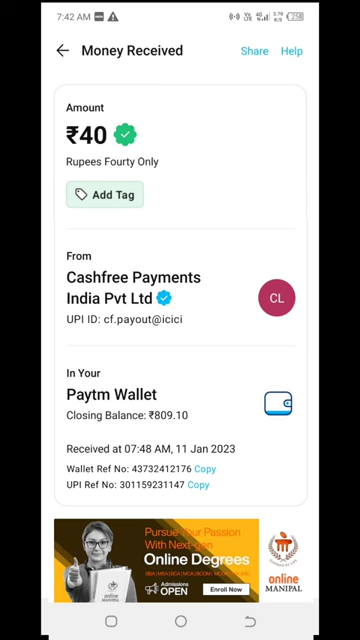 7:42 AM
Money Received
Share
Help
Amount
₹40
Rupees Fourty Only
Add Tag
From
Cashfree Payments
India Pvt Ltd
CL
UPI ID: cf.payout@icici
In Your
Paytm Wallet
Closing Balance: ₹809.10
Received at 07:48 AM, 11 Jan 2023
Wallet Ref No: 43732412176 Copy
UPI Ref No: 301159231147 Copy
Pursue Your Passion
With Next-gen
Online Degrees
Admissions
OPEN
Enroll Now
online
MANIPAL
online
MANIPAL